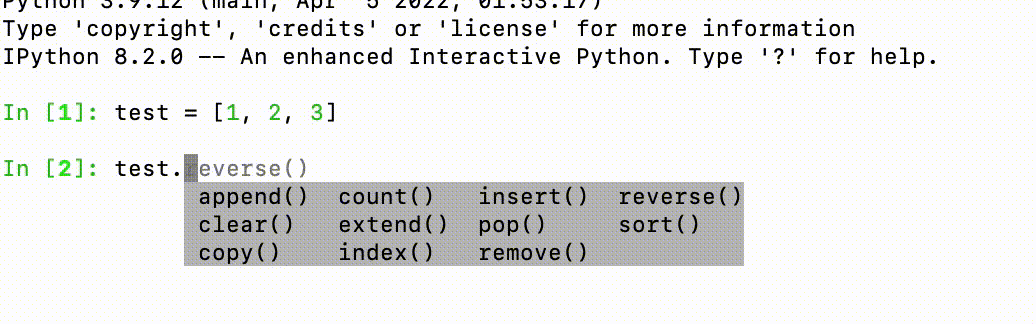 Python 3.9.12 (main, Apr  5 2022, 01:53:17)
Type 'copyright', 'credits' or 'license' for more information
IPython 8.2.0 -- An enhanced Interactive Python. Type '?' for help.
In [1]: test = [1, 2, 3]
In [2]: test.reverse()
append()  count()   insert()  reverse()
clear()   extend()  pop()     sort()
copy()    index()   remove()